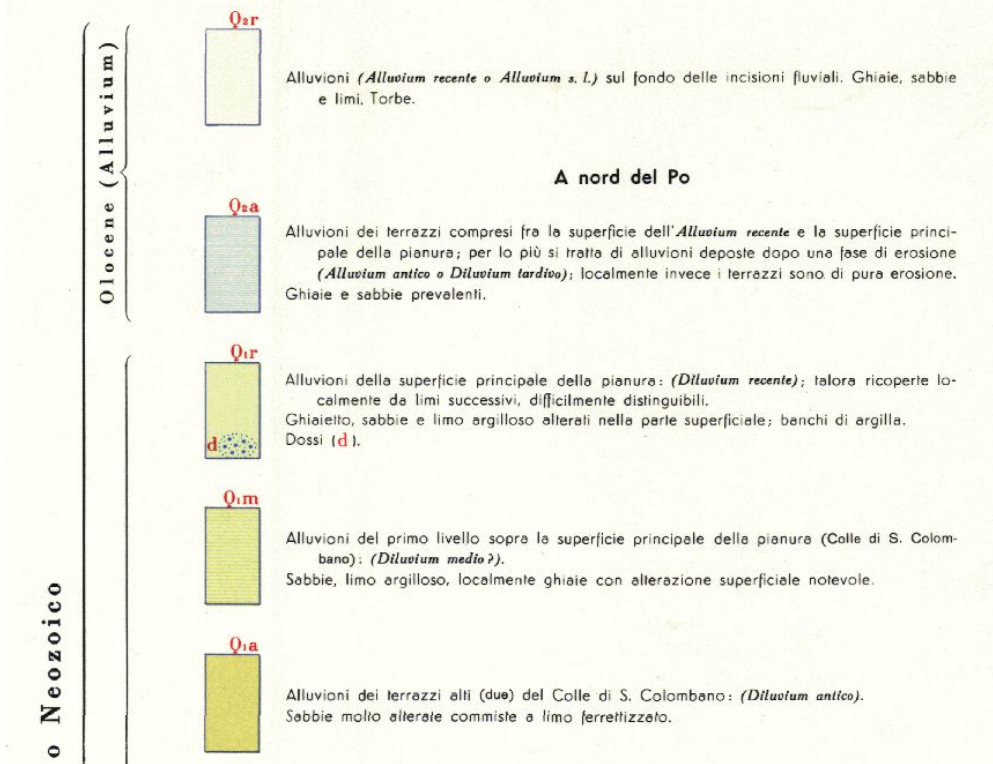 Q2r
Alluvioni (Alluvium recente o Alluvium s. l.) sul fondo delle incisioni fluviali. Ghiaie, sabbie
e limi. Torbe.
Olocene (Alluvium)
A nord del Po
Q2a
Alluvioni dei terrazzi compresi fra la superficie dell'Alluvium recente e la superficie princi-
pale della pianura; per lo più si tratta di alluvioni deposte dopo una fase di erosione
(Alluvium antico o Diluvium tardivo); localmente invece i terrazzi sono di pura erosione.
Ghiaie e sabbie prevalenti.
Q1r
Alluvioni della superficie principale della pianura: (Diluvium recente); talora ricoperte lo-
calmente da limi successivi, difficilmente distinguibili.
Ghiaietto, sabbie e limo argilloso alterati nella parte superficiale; banchi di argilla.
d
Dossi (d).
Q1m
Alluvioni del primo livello sopra la superficie principale della pianura (Colle di S. Colom-
bano): (Diluvium medio?).
Sabbie, limo argilloso, localmente ghiaie con alterazione superficiale notevole.
o Neozoico
Q1a
Alluvioni dei terrazzi alti (due) del Colle di S. Colombano: (Diluvium antico).
Sabbie molto alterate commiste a limo ferrettizzato.